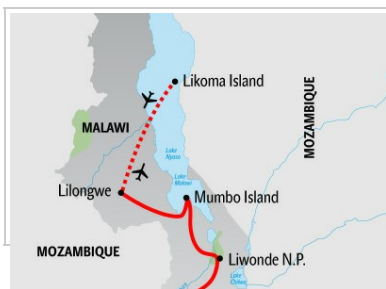 Likoma Island
MALAWI
MOZAMBIQUE
Lake
Nyasa
Lake
Malawi
Lilongwe
Mumbo Island
MOZAMBIQUE
Liwonde N.P.
Lake
Chilwa